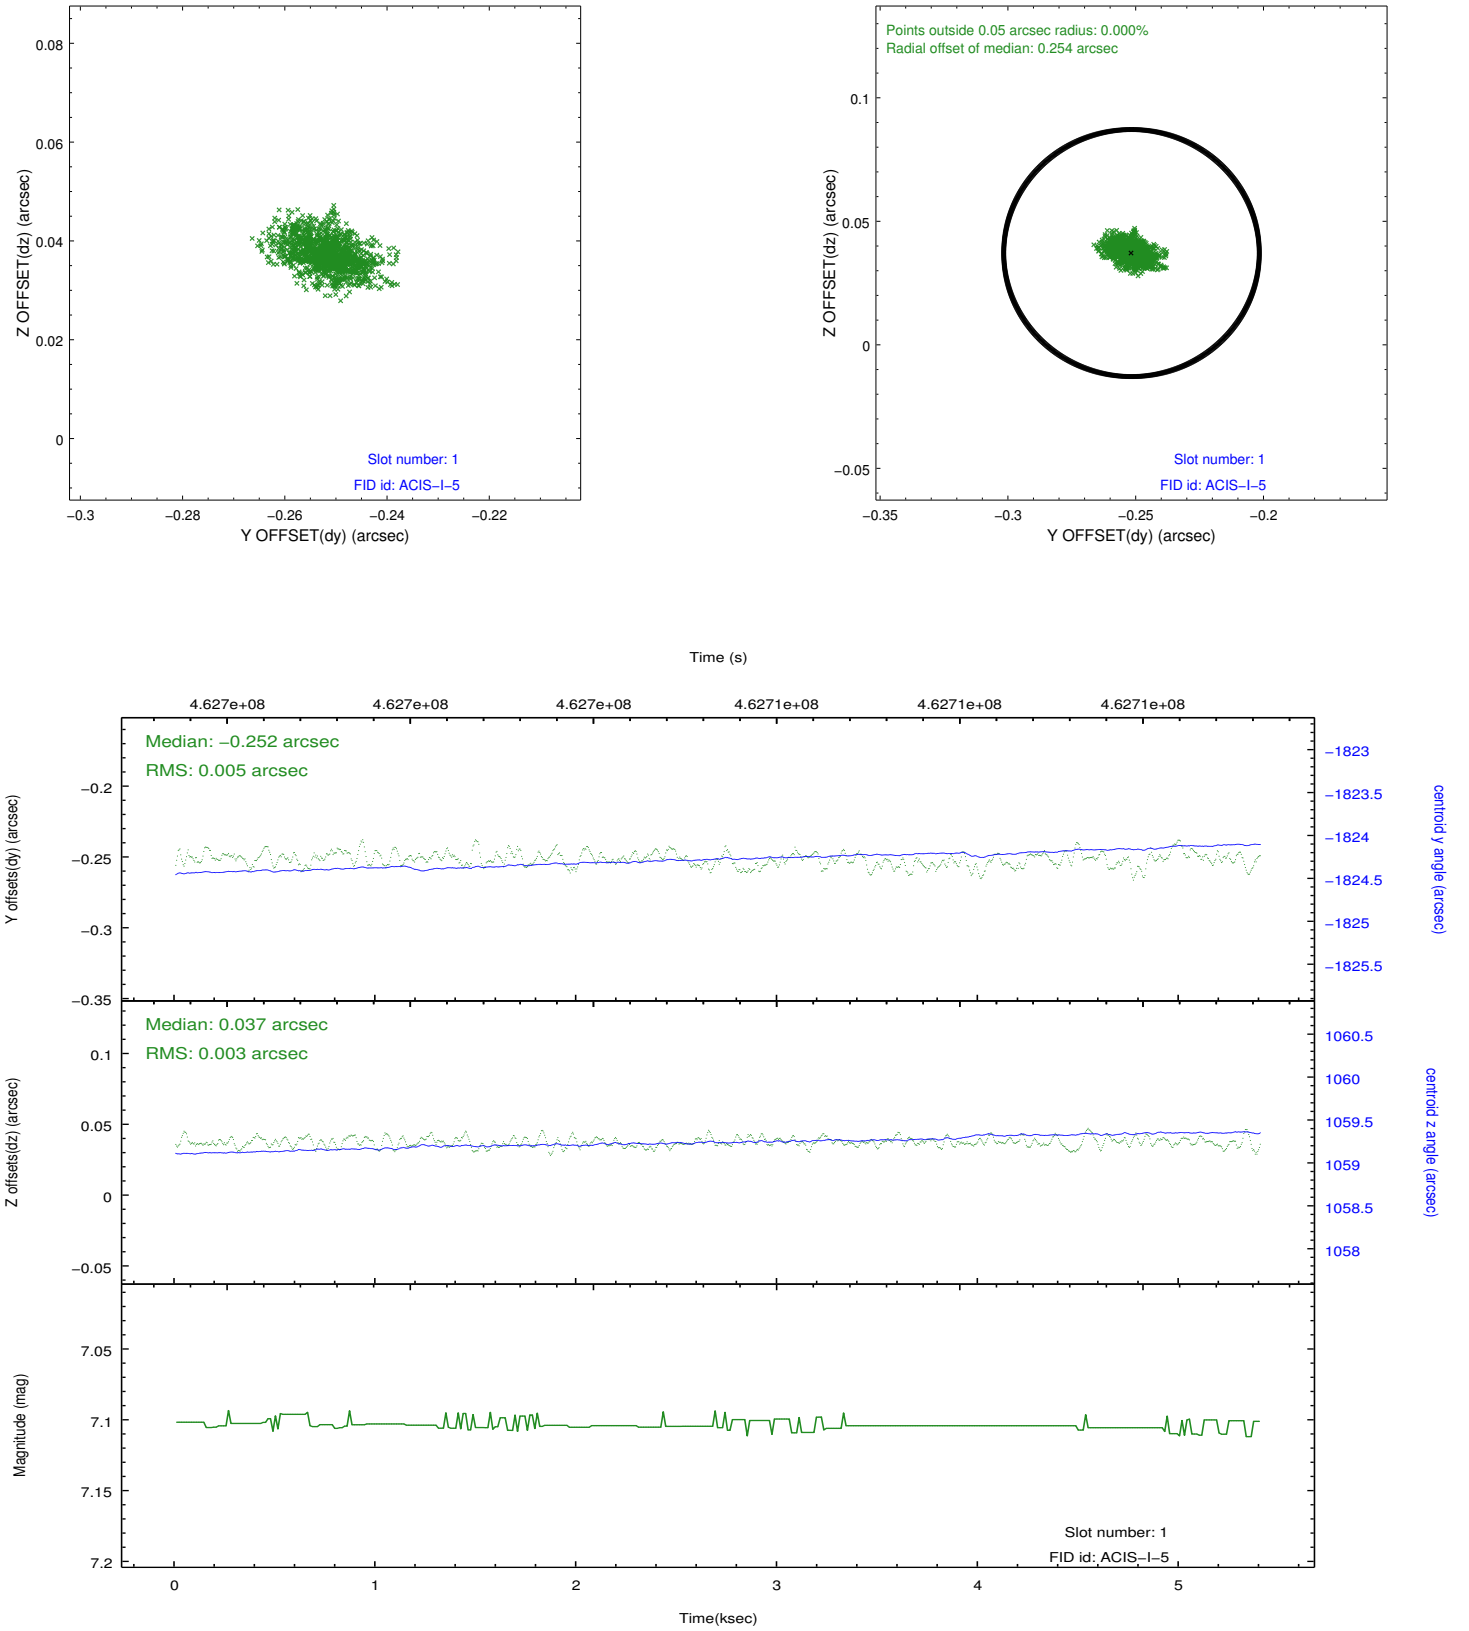 0.08
0.06
0.04
0.02
0
Z OFFSET(dz) (arcsec)
Slot number: 1
FID id: ACIS−I−5
−0.3 −0.28 −0.26 −0.24 −0.22
Y OFFSET(dy) (arcsec)
Points outside 0.05 arcsec radius: 0.000%
Radial offset of median: 0.254 arcsec
0.1
0.05
0
−0.05
Z OFFSET(dz) (arcsec)
Slot number: 1
FID id: ACIS−I−5
−0.35 −0.3 −0.25 −0.2
Y OFFSET(dy) (arcsec)
Time (s)
4.627e+08 4.627e+08 4.627e+08 4.6271e+08 4.6271e+08 4.6271e+08
Median: −0.252 arcsec
RMS: 0.005 arcsec
−0.2
−0.25
−0.3
−0.35
Y offsets(dy) (arcsec)
−1823
−1823.5
−1824
−1824.5
−1825
−1825.5
centroid y angle (arcsec)
Median: 0.037 arcsec
RMS: 0.003 arcsec
0.1
0.05
0
−0.05
Z offsets(dz) (arcsec)
1060.5
1060
1059.5
1059
1058.5
1058
centroid z angle (arcsec)
7.05
7.1
7.15
7.2
Magnitude (mag)
Slot number: 1
FID id: ACIS−I−5
0 1 2 3 4 5
Time(ksec)